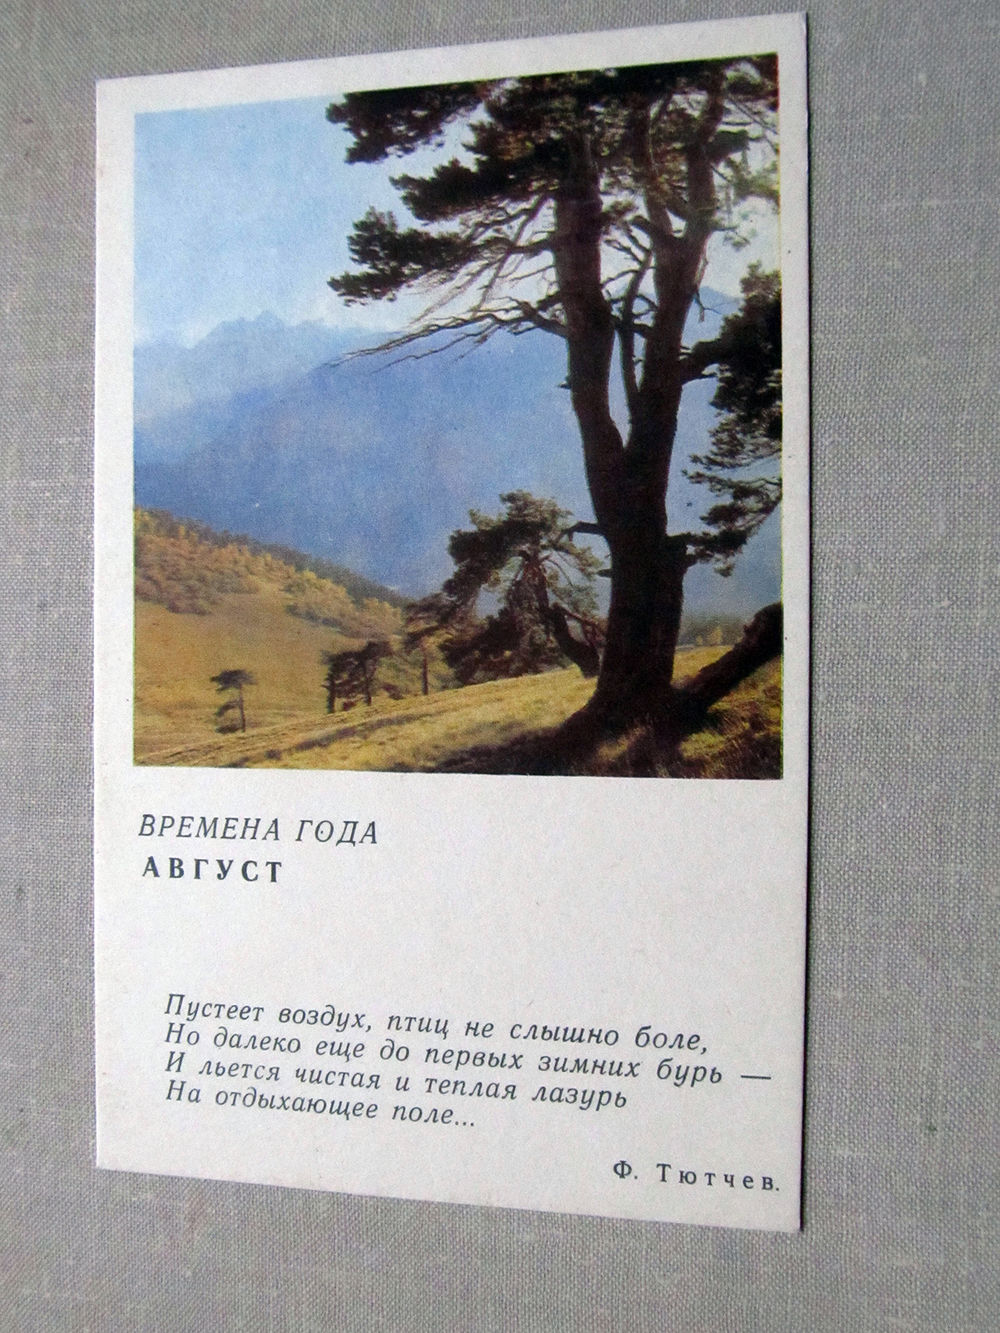 ВРЕМЕНА ГОДА
АВГУСТ
Пустеет воздух, птиц не слышно боле,
Но далеко еще до первых зимних бурь —
И льется чистая и теплая лазурь
На отдыхающее поле...
Ф. Тютчев.